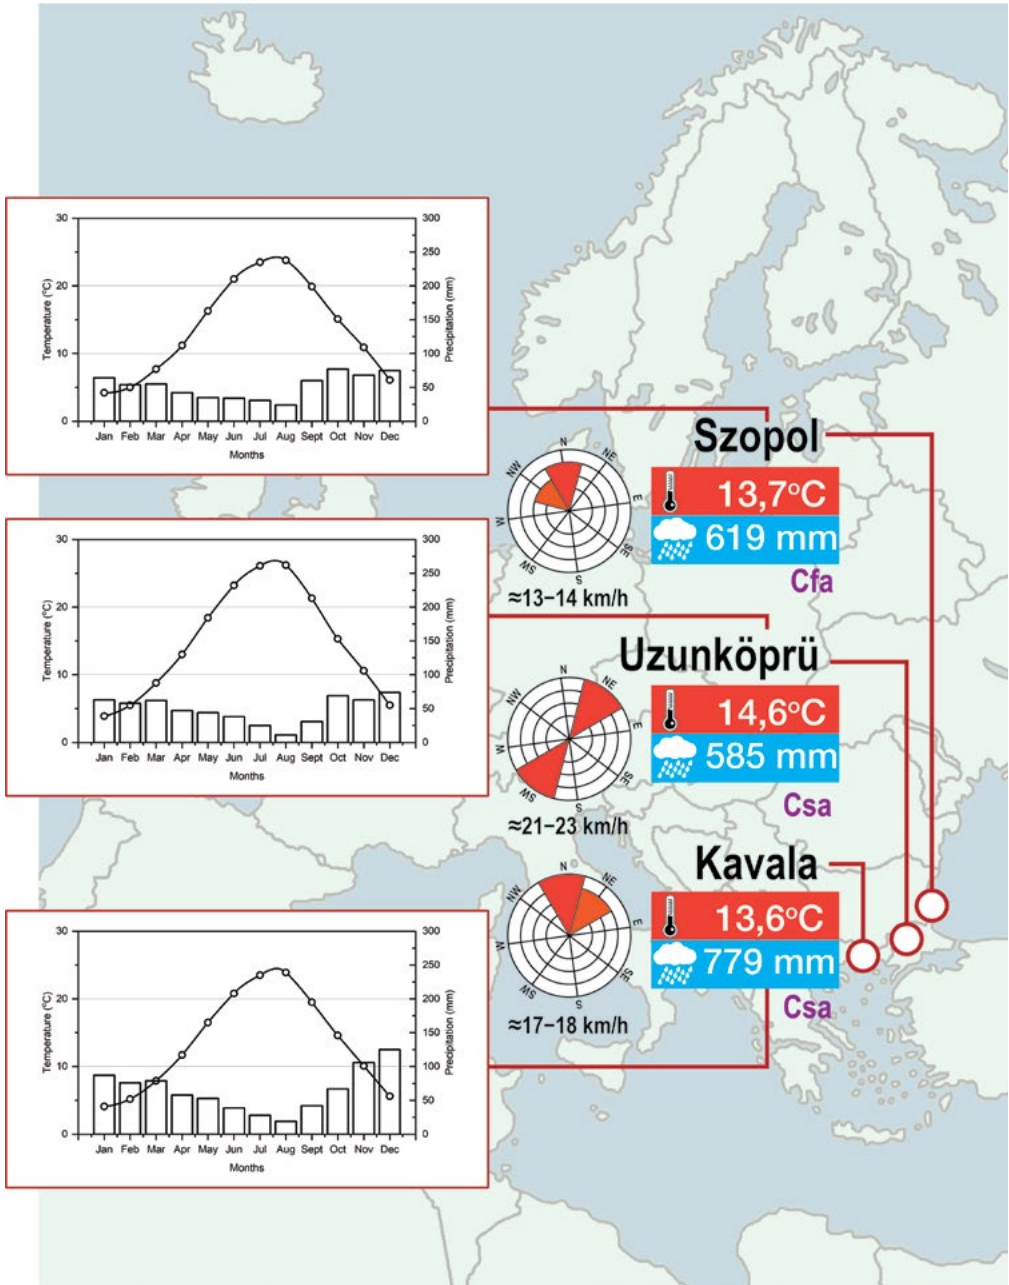 30
300
250
20
200
150
10
100
50
0
0
Temperature (°C)
Precipitation (mm)
Jan Feb Mar Apr May Jun Jul Aug Sept Oct Nov Dec
Months
Szopol
N
NE
E
SE
S
SW
W
NW
≈13–14 km/h
13,7°C
619 mm
Cfa
30
300
250
20
200
150
10
100
50
0
0
Temperature (°C)
Precipitation (mm)
Jan Feb Mar Apr May Jun Jul Aug Sept Oct Nov Dec
Months
Uzunköprü
N
NE
E
SE
S
SW
W
NW
≈21–23 km/h
14,6°C
585 mm
Csa
30
300
250
20
200
150
10
100
50
0
0
Temperature (°C)
Precipitation (mm)
Jan Feb Mar Apr May Jun Jul Aug Sept Oct Nov Dec
Months
Kavala
N
NE
E
SE
S
SW
W
NW
≈17–18 km/h
13,6°C
779 mm
Csa